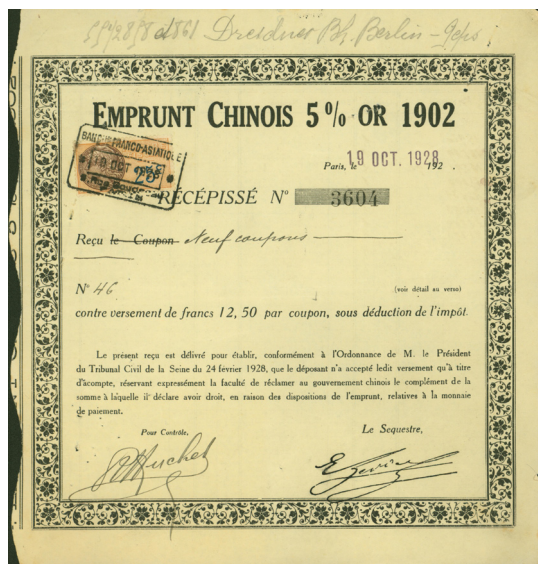 Dresdner Bk. Berlin
EMPRUNT CHINOIS 5% OR 1902
BANQUE FRANCO-ASIATIQUE
19 OCT
Paris, le 19 OCT. 1928 192 .
RÉCÉPISSÉ N° 3604
Reçu le Coupon Neuf coupons
N° 46
(voir détail au verso)
contre versement de francs 12, 50 par coupon, sous déduction de l'impôt.
Le présent reçu est délivré pour établir, conformément à l'Ordonnance de M. le Président
du Tribunal Civil de la Seine du 24 février 1928, que le déposant n'a accepté ledit versement qu'à titre
d'acompte, réservant expressément la faculté de réclamer au gouvernement chinois le complément de la
somme à laquelle il déclare avoir droit, en raison des dispositions de l'emprunt, relatives à la monnaie
de paiement.
Pour Contrôle,
Le Sequestre,